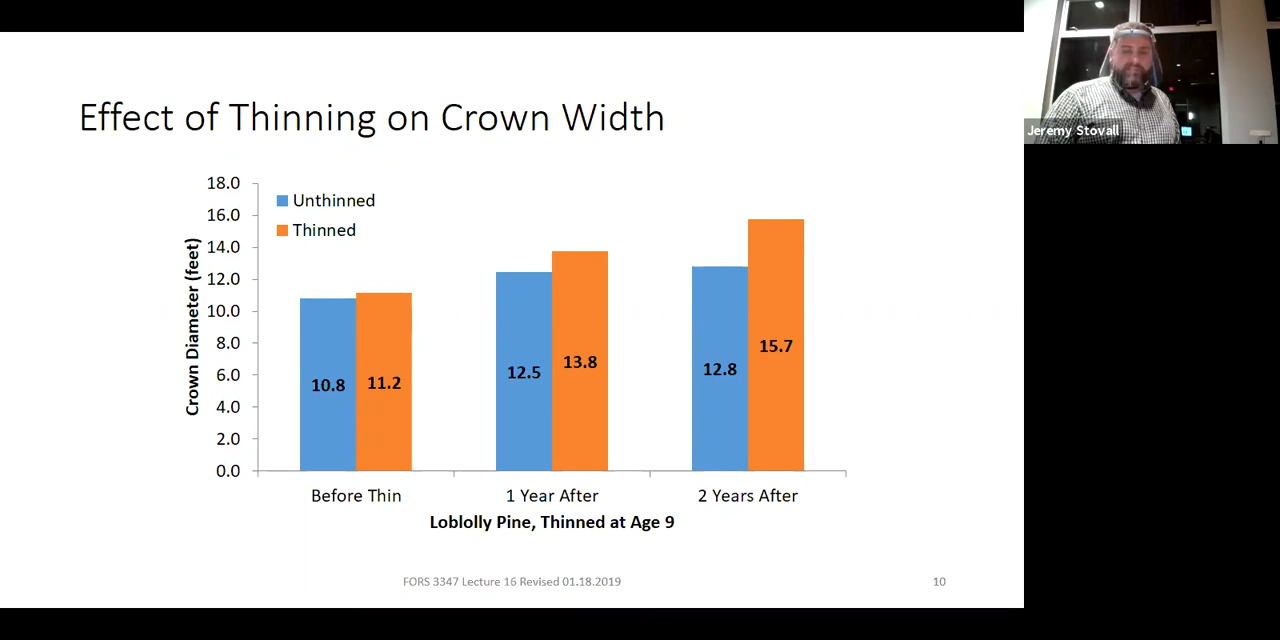 Effect of Thinning on Crown Width
Crown Diameter (feet)
18.0
16.0
14.0
12.0
10.0
8.0
6.0
4.0
2.0
0.0
Unthinned
Thinned
10.8
11.2
12.5
13.8
12.8
15.7
Before Thin
1 Year After
2 Years After
Loblolly Pine, Thinned at Age 9
FORS 3347 Lecture 16 Revised 01.18.2019
10
Jeremy Stovall